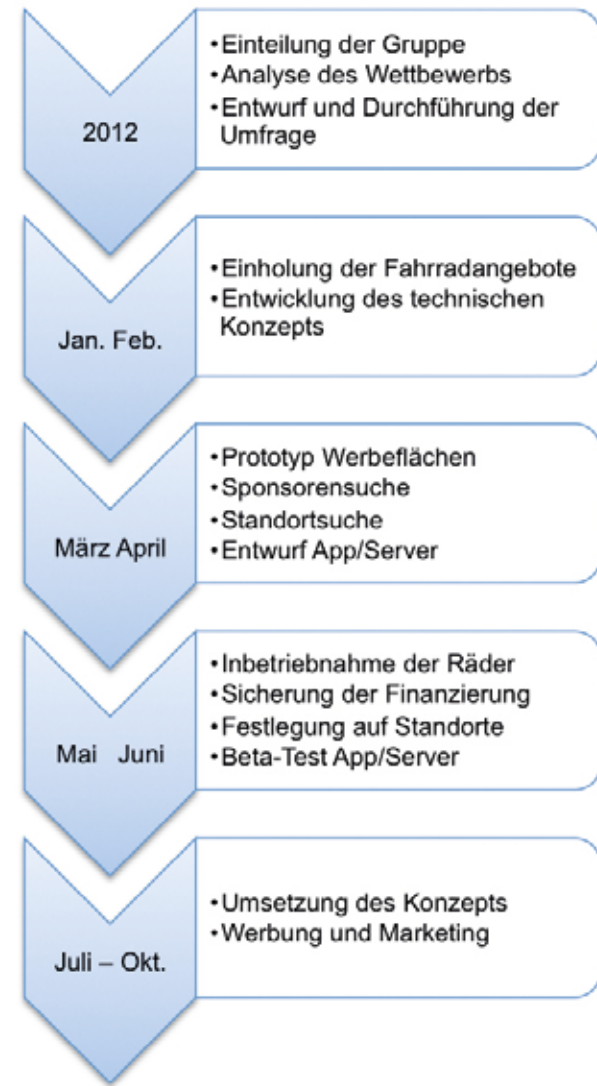 2012
•Einteilung der Gruppe
•Analyse des Wettbewerbs
•Entwurf und Durchführung der
Umfrage
Jan. Feb.
•Einholung der Fahrradangebote
•Entwicklung des technischen
Konzepts
März April
•Prototyp Werbeflächen
•Sponsorensuche
•Standortsuche
•Entwurf App/Server
Mai Juni
•Inbetriebnahme der Räder
•Sicherung der Finanzierung
•Festlegung auf Standorte
•Beta-Test App/Server
Juli – Okt.
•Umsetzung des Konzepts
•Werbung und Marketing